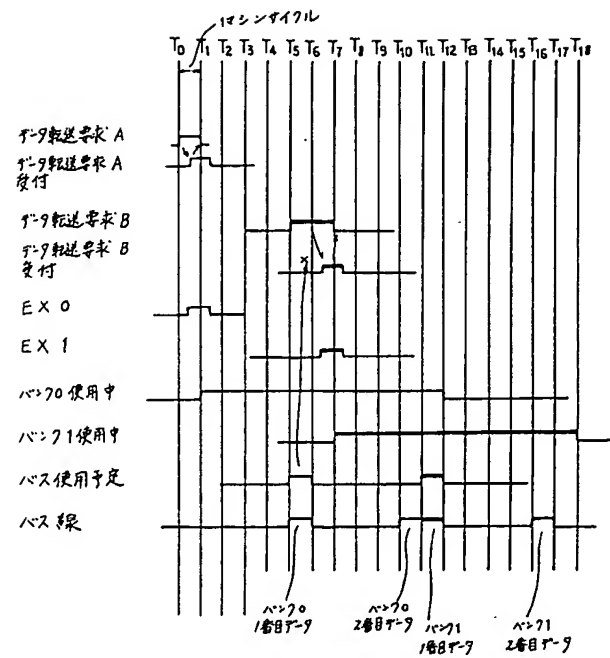 1マシンサイクル
T0 T1 T2 T3 T4 T5 T6 T7 T8 T9 T10 T11 T12 T13 T14 T15 T16 T17 T18
データ転送要求 A
データ転送要求 A
受付
データ転送要求 B
データ転送要求 B
受付
×
EX 0
EX 1
バンク0使用中
バンク1使用中
バス使用予定
バス線
バンク0
1番目データ
バンク0
2番目データ
バンク1
1番目データ
バンク1
2番目データ